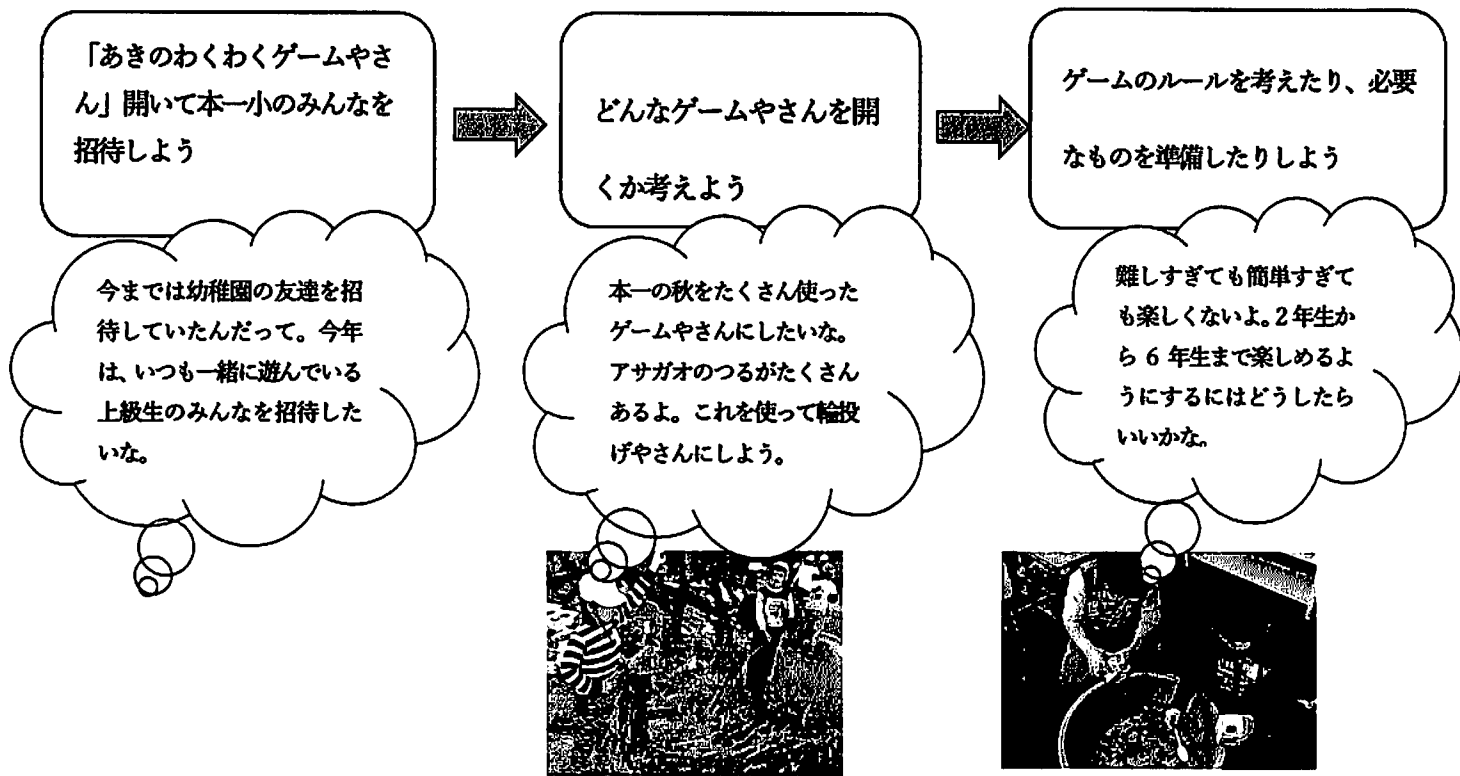 「あきのわくわくゲームやさ
ん」開いて本一小のみんなを
招待しよう
どんなゲームやさんを開
くか考えよう
ゲームのルールを考えたり、必要
なものを準備したりしよう
今までは幼稚園の友達を招
待していたんだって。今年
は、いつも一緒に遊んでいる
上級生のみんなを招待した
いな。
本一の秋をたくさん使った
ゲームやさんにしたいな。
アサガオのつるがたくさん
あるよ。これを使って輪投
げやさんにしよう。
難しすぎても簡単すぎて
も楽しくないよ。2年生か
ら 6 年生まで楽しめるよ
うにするにはどうしたら
いいかな。